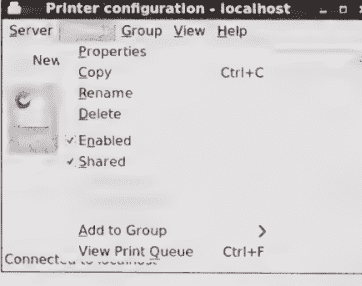 Printer configuration - localhost
Server Group View Help
New
Properties
Copy Ctrl+C
Rename
Delete
Enabled
Shared
Add to Group
View Print Queue Ctrl+F
Connected to localhost